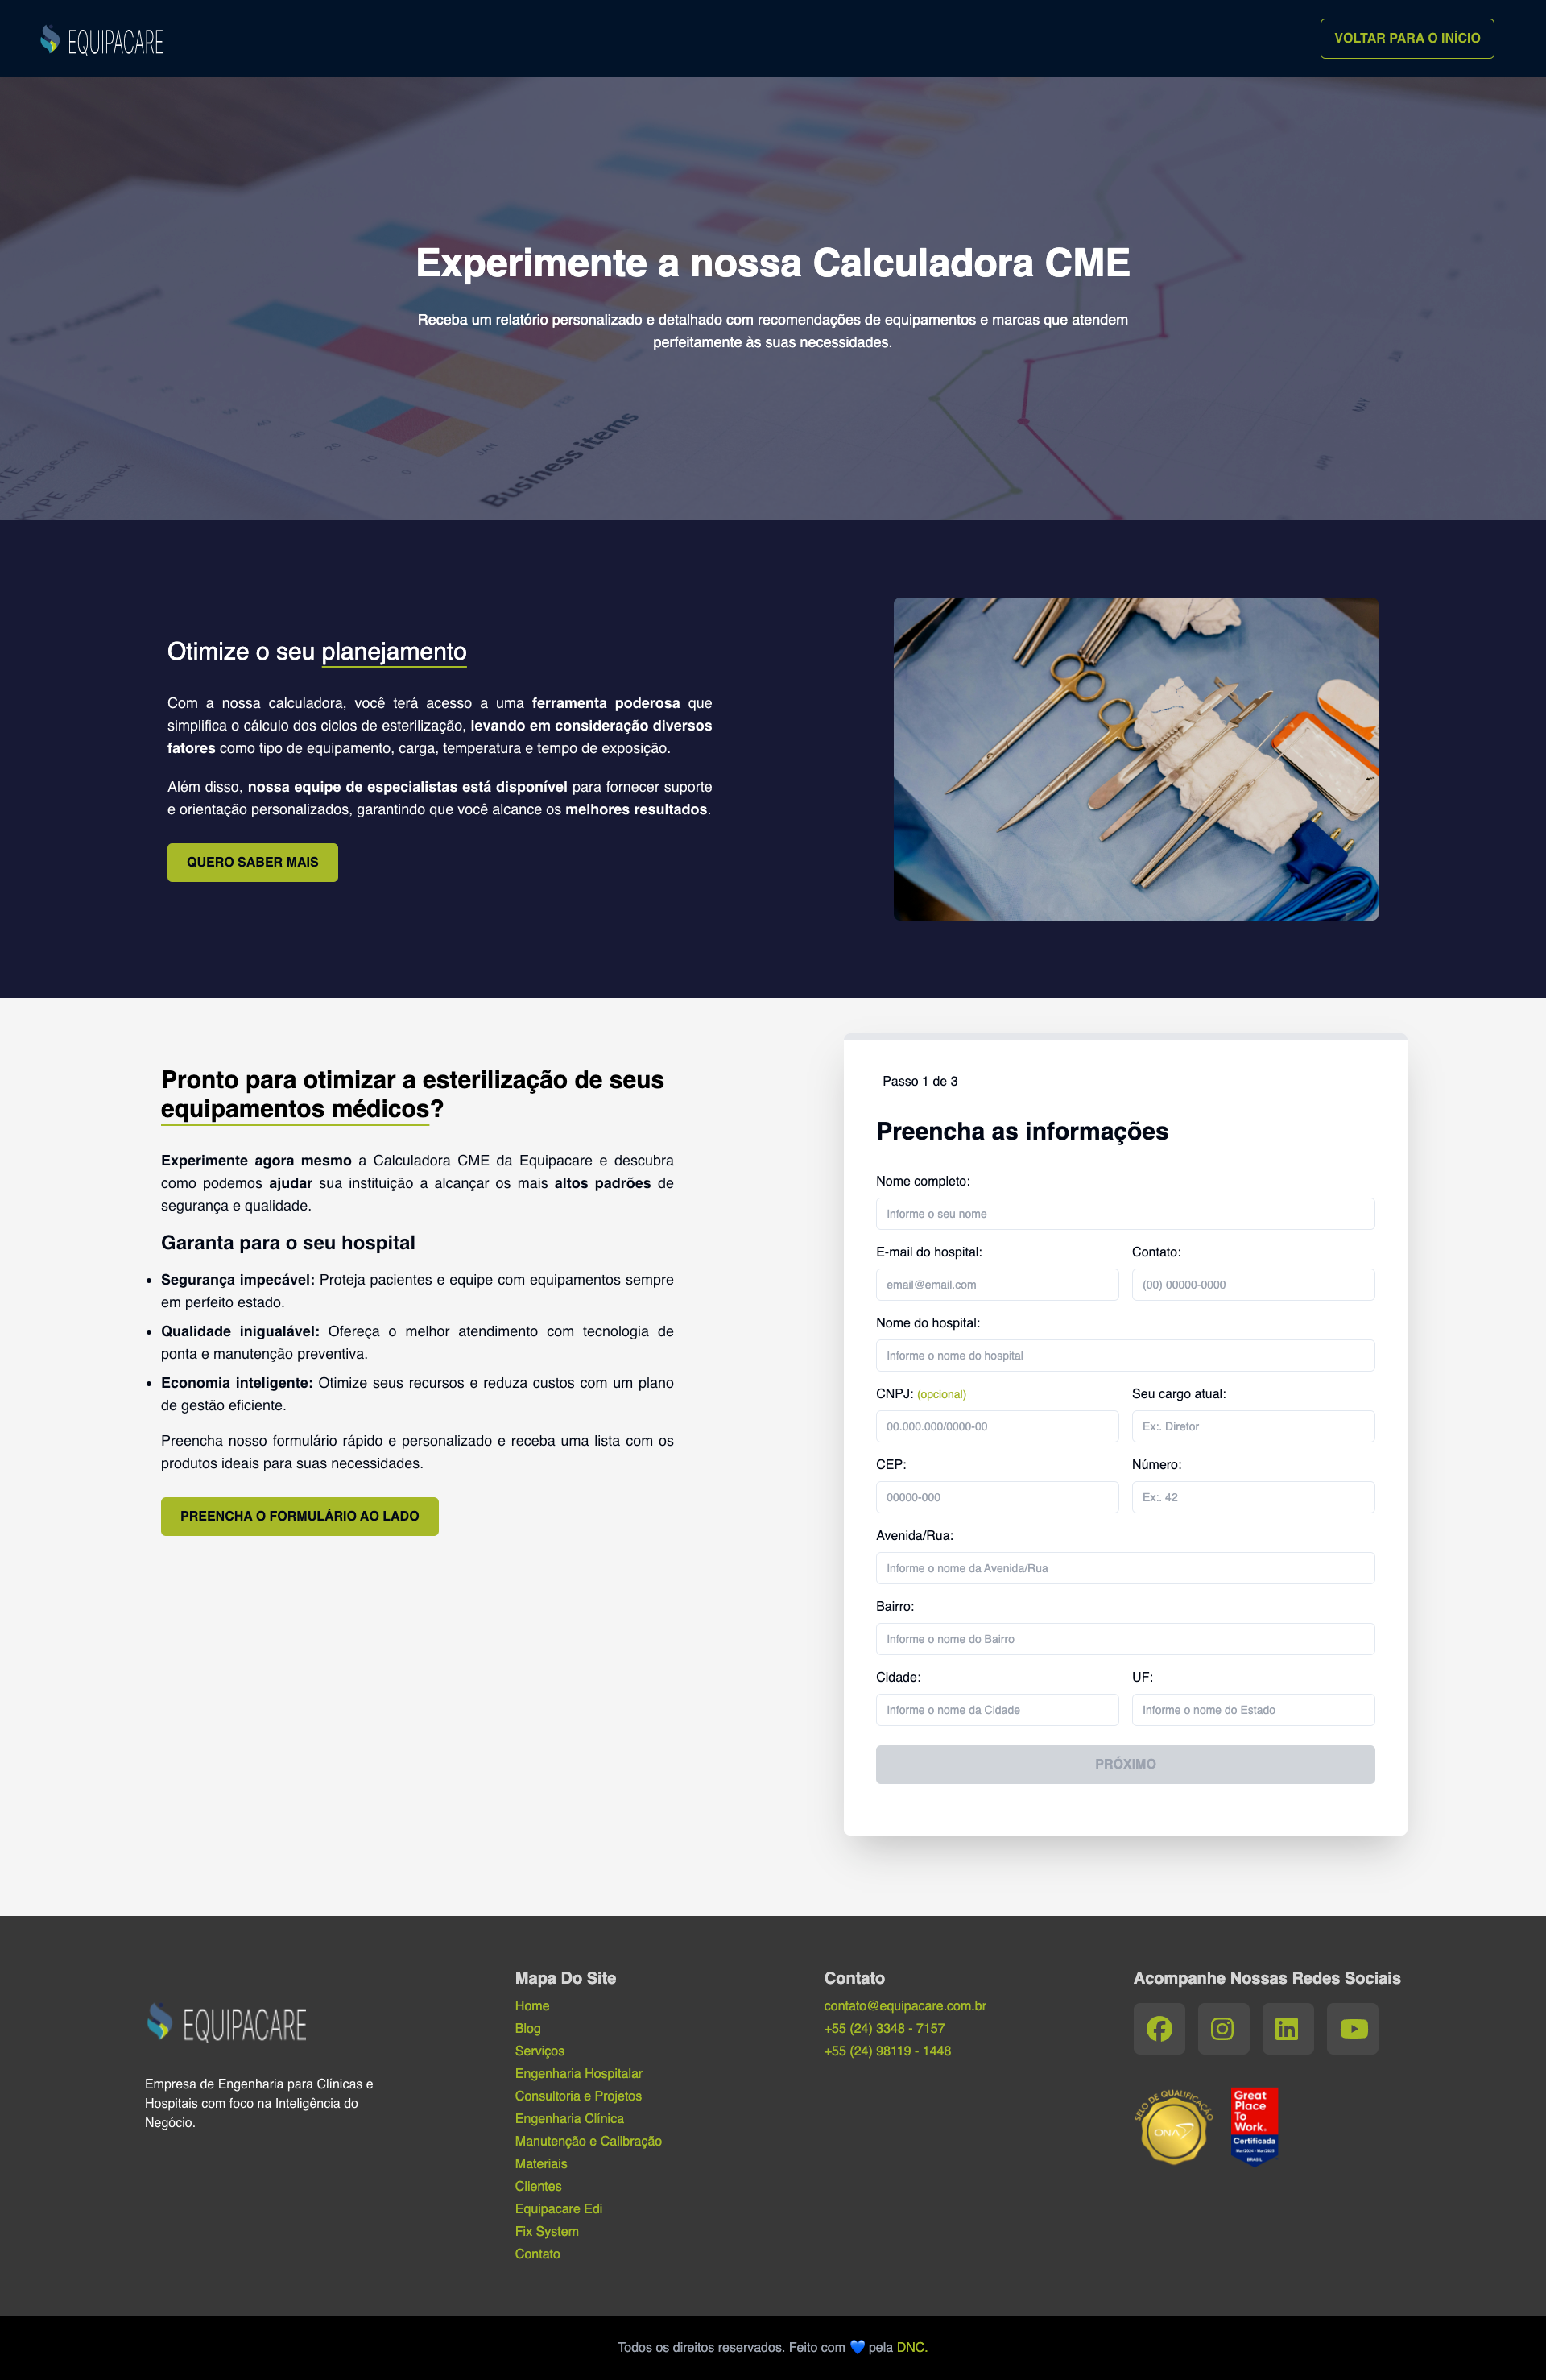 EQUIPACARE
VOLTAR PARA O INÍCIO
Experimente a nossa Calculadora CME
Receba um relatório personalizado e detalhado com recomendações de equipamentos e marcas que atendem
perfeitamente às suas necessidades.
60
50
40
30
20
10
0
JAN
FEB
Business items
APR
MAY
Otimize o seu planejamento
Com a nossa calculadora, você terá acesso a uma ferramenta poderosa que
simplifica o cálculo dos ciclos de esterilização, levando em consideração diversos
fatores como tipo de equipamento, carga, temperatura e tempo de exposição.
Além disso, nossa equipe de especialistas está disponível para fornecer suporte
e orientação personalizados, garantindo que você alcance os melhores resultados.
QUERO SABER MAIS
Pronto para otimizar a esterilização de seus
equipamentos médicos?
Experimente agora mesmo a Calculadora CME da Equipacare e descubra
como podemos ajudar sua instituição a alcançar os mais altos padrões de
segurança e qualidade.
Garanta para o seu hospital
Segurança impecável: Proteja pacientes e equipe com equipamentos sempre
em perfeito estado.
Qualidade inigualável: Ofereça o melhor atendimento com tecnologia de
ponta e manutenção preventiva.
Economia inteligente: Otimize seus recursos e reduza custos com um plano
de gestão eficiente.
Preencha nosso formulário rápido e personalizado e receba uma lista com os
produtos ideais para suas necessidades.
PREENCHA O FORMULÁRIO AO LADO
Passo 1 de 3
Preencha as informações
Nome completo:
Informe o seu nome
E-mail do hospital: Contato:
email@email.com (00) 00000-0000
Nome do hospital:
Informe o nome do hospital
CNPJ: (opcional) Seu cargo atual:
00.000.000/0000-00 Ex:. Diretor
CEP: Número:
00000-000 Ex:. 42
Avenida/Rua:
Informe o nome da Avenida/Rua
Bairro:
Informe o nome do Bairro
Cidade: UF:
Informe o nome da Cidade Informe o nome do Estado
PRÓXIMO
EQUIPACARE
Empresa de Engenharia para Clínicas e
Hospitais com foco na Inteligência do
Negócio.
Mapa Do Site
Home
Blog
Serviços
Engenharia Hospitalar
Consultoria e Projetos
Engenharia Clínica
Manutenção e Calibração
Materiais
Clientes
Equipacare Edi
Fix System
Contato
Contato
contato@equipacare.com.br
+55 (24) 3348 - 7157
+55 (24) 98119 - 1448
Acompanhe Nossas Redes Sociais
SELO DE QUALIFICAÇÃO
ONA
Great
Place
To
Work.
Certificada
BRASIL
Todos os direitos reservados. Feito com 💙 pela DNC.